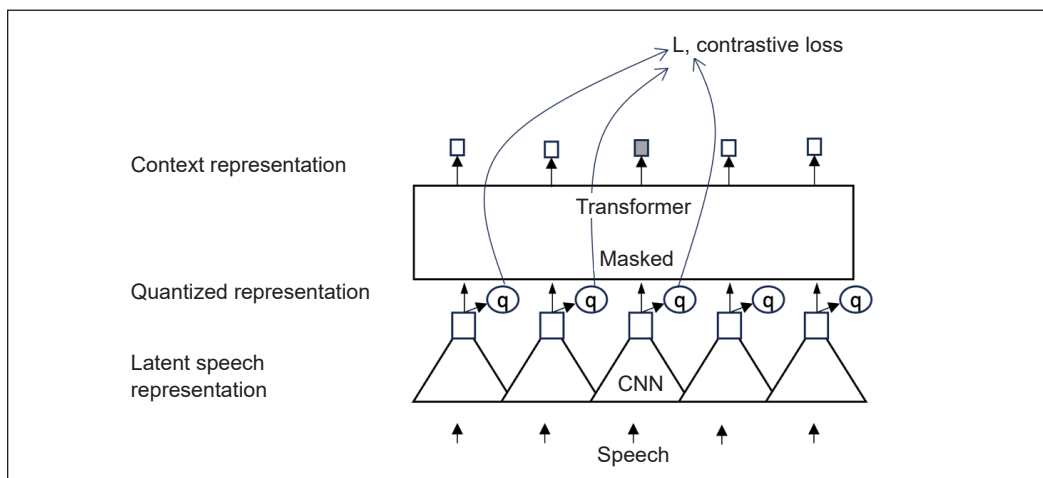 L, contrastive loss
Context representation
Transformer
Masked
Quantized representation
q q q q q
Latent speech
representation
CNN
Speech